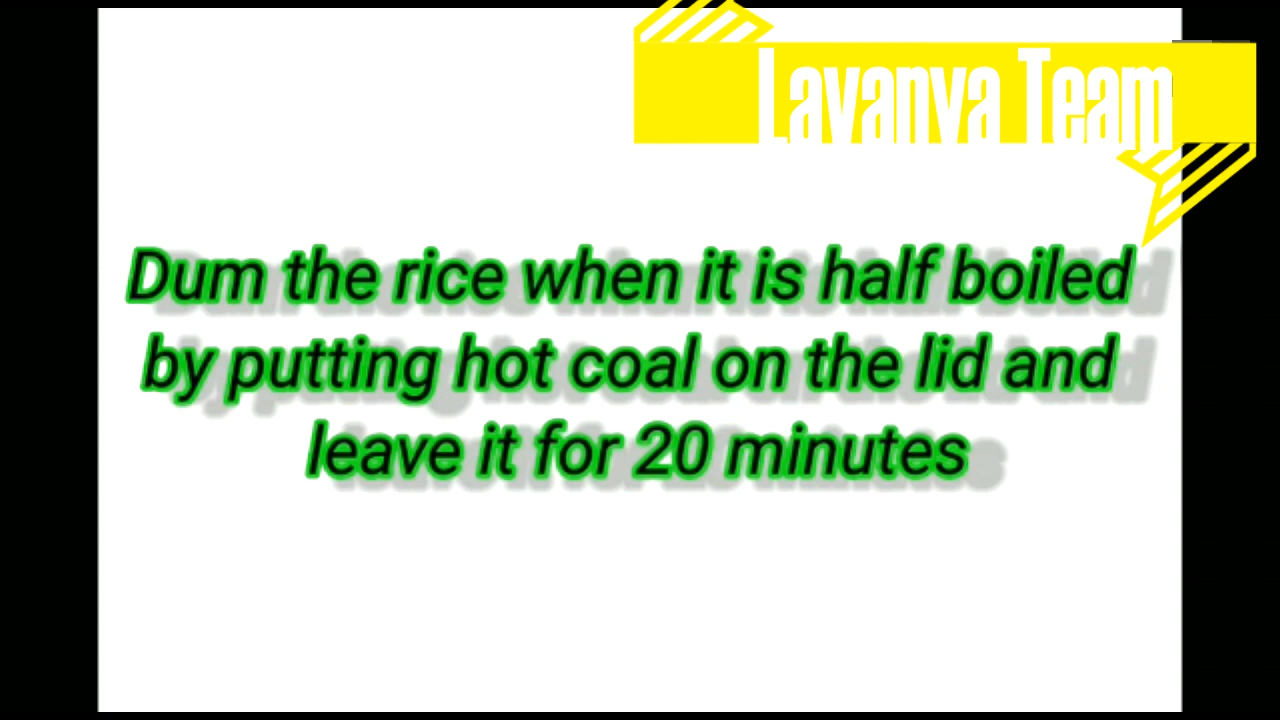 Lavanya Team
Dum the rice when it is half boiled
by putting hot coal on the lid and
leave it for 20 minutes